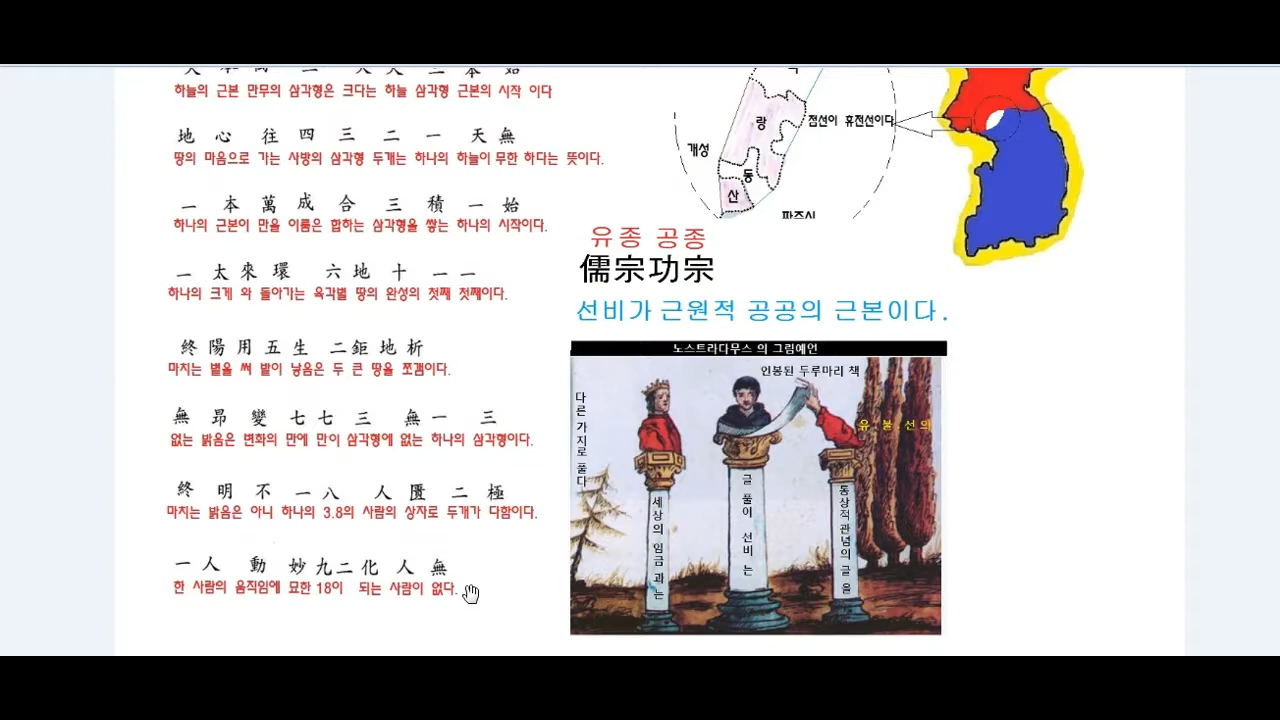 하늘의 근본 만무의 삼각형은 크다는 하늘 삼각형 근본의 시작 이다
地 心 往 四 三 二 一 天 無
땅의 마음으로 가는 사방의 삼각형 두개는 하나의 하늘이 무한 하다는 뜻이다.
一 本 萬 成 合 三 積 一 始
하나의 근본이 만을 이룸은 합하는 삼각형을 쌓는 하나의 시작이다.
一 太 來 環 六 地 十 一 一
하나의 크게 와 돌아가는 육각별 땅의 완성의 첫째 첫째이다.
終 陽 用 五 生 二 鉅 地 析
마치는 볕을 써 밭이 낳음은 두 큰 땅을 쪼갬이다.
無 昻 變 七 七 三 無 一 三
없는 밝음은 변화의 만에 만이 삼각형에 없는 하나의 삼각형이다.
終 明 不 一 八 人 匱 二 極
마치는 밝음은 아니 하나의 3.8의 사람의 상자로 두개가 다함이다.
一 人 動 妙 九 二 化 人 無
한 사람의 움직임에 묘한 18이 되는 사람이 없다.
랑
점선이 휴전선이다
개성
동
산
파주시
유종 공종
儒宗功宗
선비가 근원적 공공의 근본이다.
노스트라다무스 의 그림예언
인봉된 두루마리 책
다른 가지로 풀다
유 불 선의
세상의 임금 과 는
글 풀이 선비 는
통상적 관념의 글 을